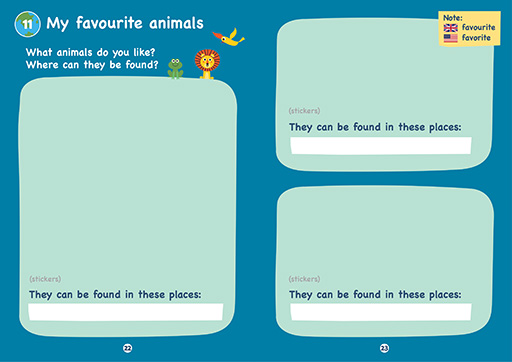 11 My favourite animals
What animals do you like?
Where can they be found?
(stickers)
They can be found in these places:
22
Note:
favourite
favorite
(stickers)
They can be found in these places:
(stickers)
They can be found in these places:
23